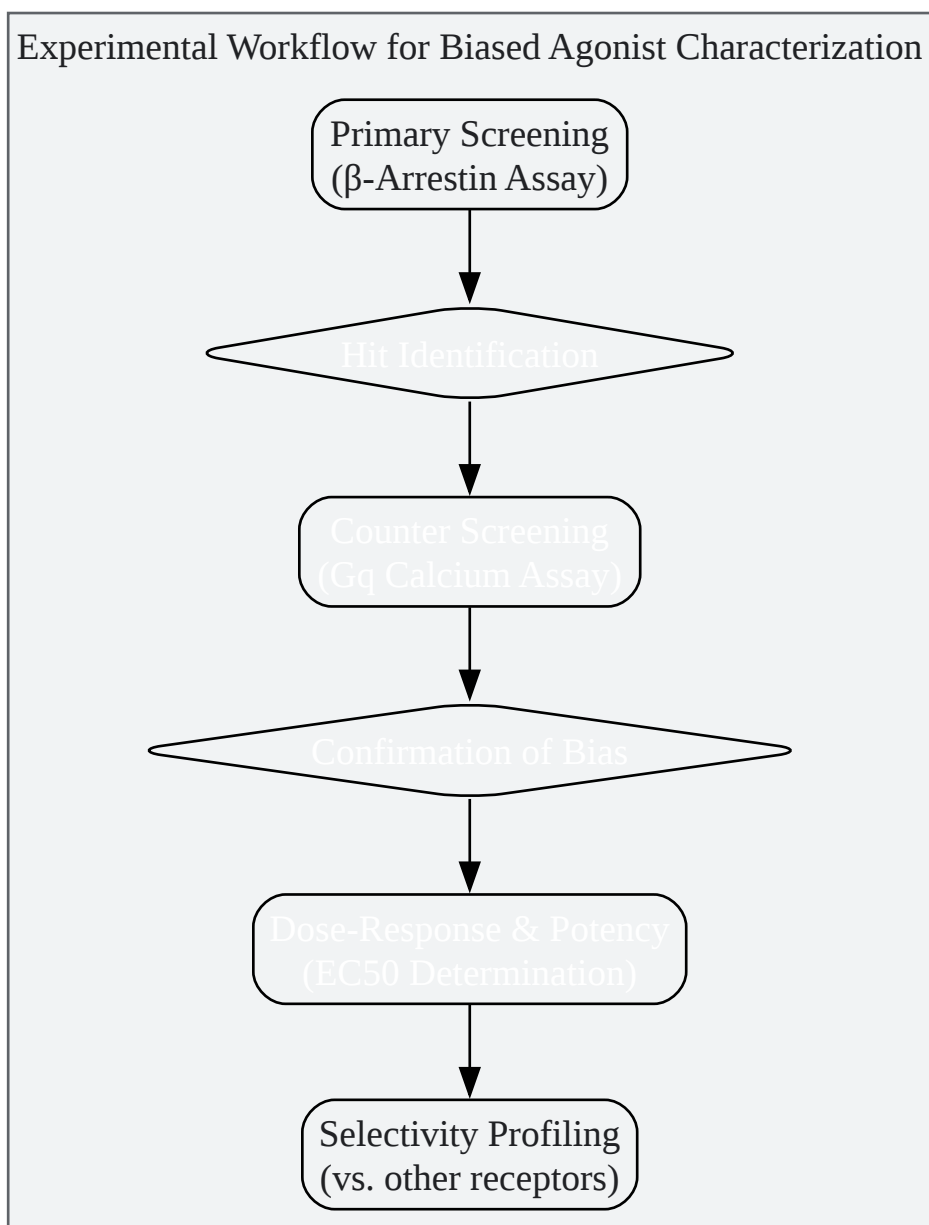 Experimental Workflow for Biased Agonist Characterization
Primary Screening
(β-Arrestin Assay)
Hit Identification
Counter Screening
(Gq Calcium Assay)
Confirmation of Bias
Dose-Response & Potency
(EC50 Determination)
Selectivity Profiling
(vs. other receptors)